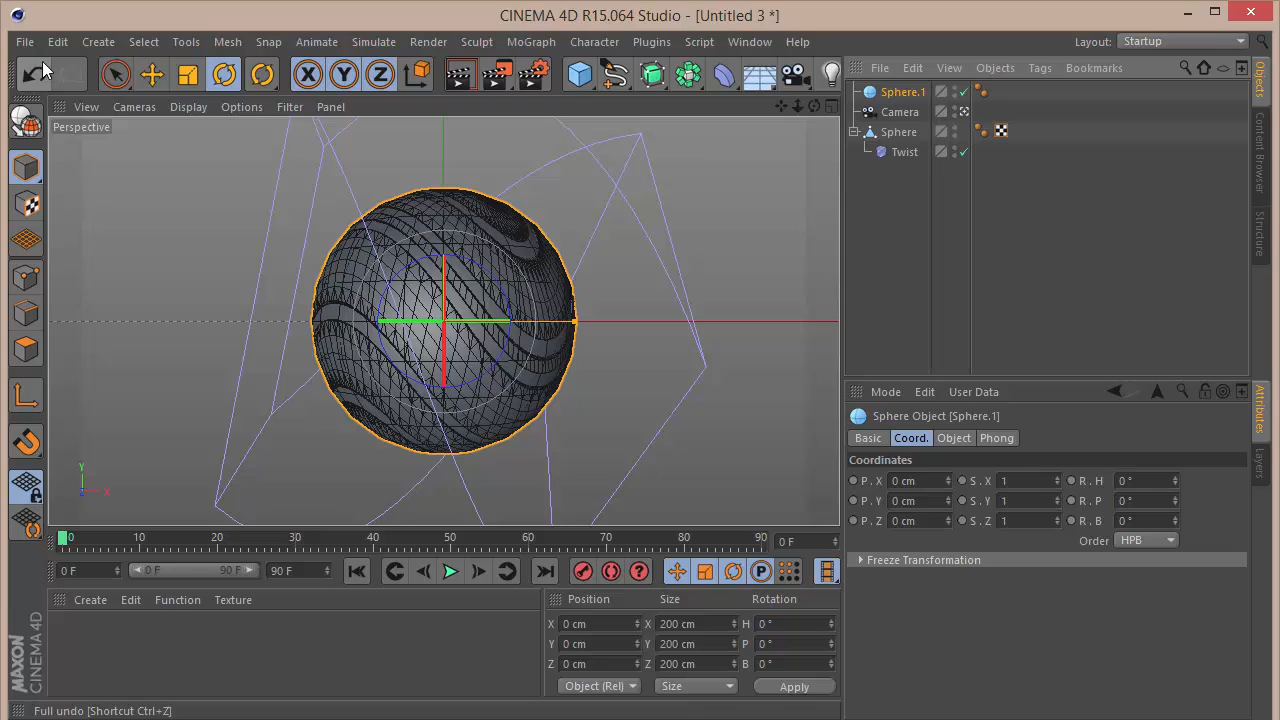 CINEMA 4D R15.064 Studio - [Untitled 3 *]
File Edit Create Select Tools Mesh Snap Animate Simulate Render Sculpt MoGraph Character Plugins Script Window Help
Layout: Startup
X Y Z
File Edit View Objects Tags Bookmarks
View Cameras Display Options Filter Panel
Perspective
Sphere.1
Camera
Sphere
Twist
Objects
Content Browser
Structure
Y
X
Z
Mode Edit User Data
Sphere Object [Sphere.1]
Basic Coord. Object Phong
Coordinates
P . X 0 cm S . X 1 R . H 0 °
P . Y 0 cm S . Y 1 R . P 0 °
P . Z 0 cm S . Z 1 R . B 0 °
Order HPB
Freeze Transformation
Attributes
Layers
0 10 20 30 40 50 60 70 80 90 0 F
0 F 0 F 90 F 90 F
P
Create Edit Function Texture
Position Size Rotation
X 0 cm X 200 cm H 0 °
Y 0 cm Y 200 cm P 0 °
Z 0 cm Z 200 cm B 0 °
Object (Rel) Size Apply
MAXON
CINEMA 4D
Full undo [Shortcut Ctrl+Z]